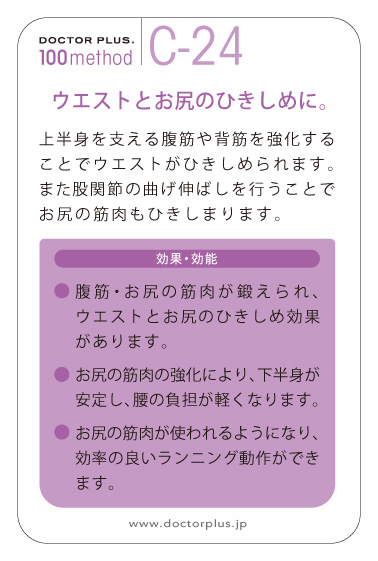 DOCTOR PLUS.
100method
C-24
ウエストとお尻のひきしめに。
上半身を支える腹筋や背筋を強化する
ことでウエストがひきしめられます。
また股関節の曲げ伸ばしを行うことで
お尻の筋肉もひきしまります。
効果・効能
● 腹筋・お尻の筋肉が鍛えられ、
ウエストとお尻のひきしめ効果
があります。
● お尻の筋肉の強化により、下半身が
安定し、腰の負担が軽くなります。
● お尻の筋肉が使われるようになり、
効率の良いランニング動作ができ
ます。
www.doctorplus.jp